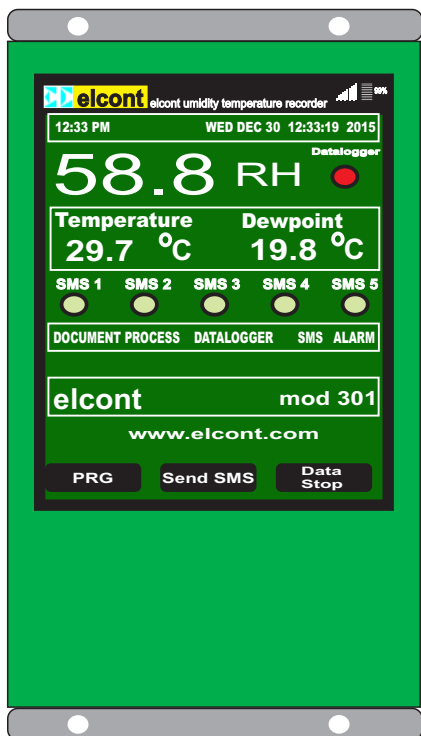 elcont elcont umidity temperature recorder 99%
12:33 PM WED DEC 30 12:33:19 2015
Datalogger
58.8 RH
Temperature Dewpoint
29.7 °C 19.8 °C
SMS 1 SMS 2 SMS 3 SMS 4 SMS 5
DOCUMENT PROCESS DATALOGGER SMS ALARM
elcont mod 301
www.elcont.com
PRG Send SMS Data
Stop